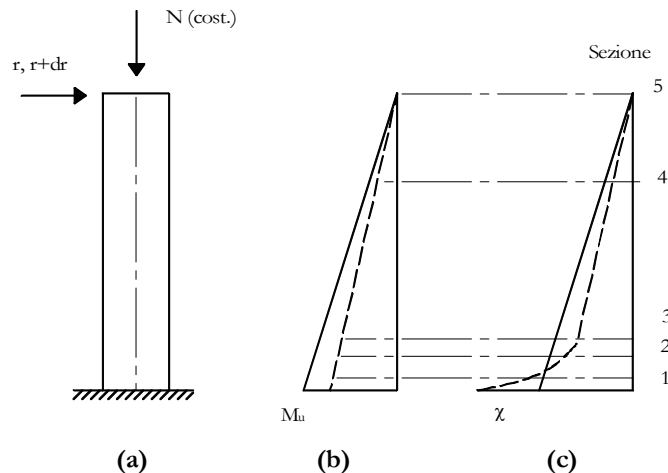 N (cost.)
r, r+dr
Sezione
5
4
3
2
1
Mu
χ
(a)
(b)
(c)